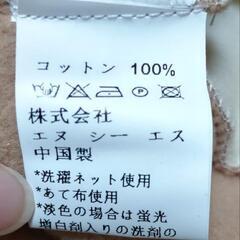 コットン 100%
株式会社
エヌ シー エス
中国製
*洗濯ネット使用
*あて布使用
*淡色の場合は蛍光
増白剤入りの洗剤の